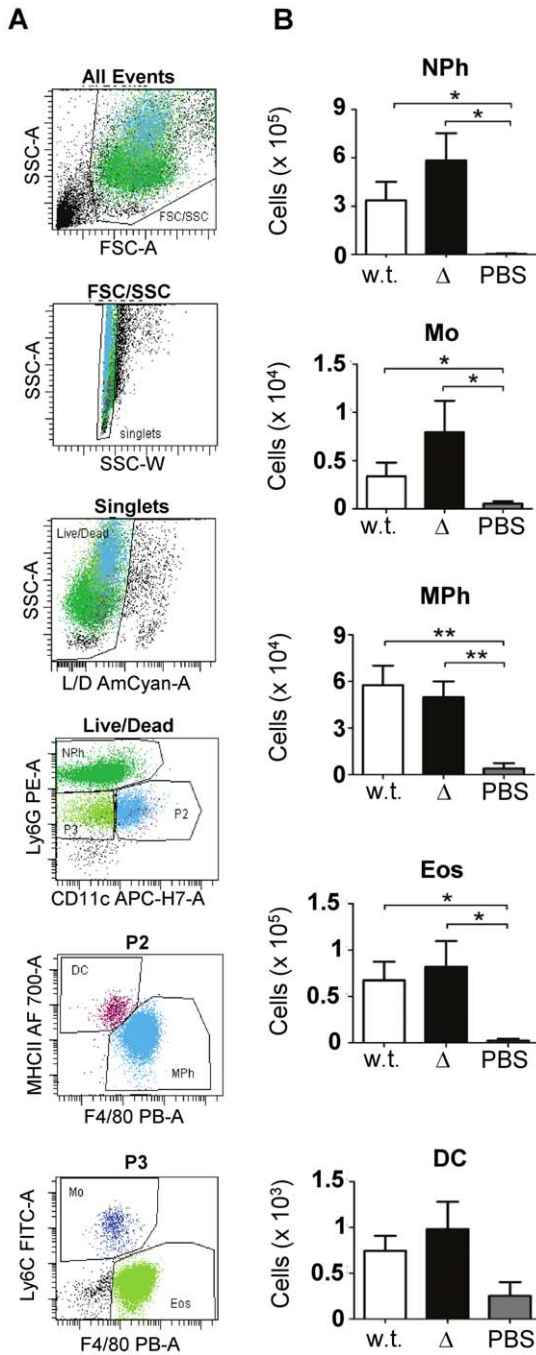 A
All Events
SSC-A
FSC/SSC
FSC-A
FSC/SSC
SSC-A
singlets
SSC-W
Singlets
Live/Dead
SSC-A
L/D AmCyan-A
Live/Dead
NPh
P3
P2
Ly6G PE-A
CD11c APC-H7-A
P2
DC
MPh
MHCII AF 700-A
F4/80 PB-A
P3
Mo
Eos
Ly6C FITC-A
F4/80 PB-A
B
NPh
*
*
Cells (x 10⁵)
9
6
3
0
w.t. Δ PBS
Mo
*
*
Cells (x 10⁴)
1.5
1
0.5
0
w.t. Δ PBS
MPh
**
**
Cells (x 10⁴)
9
6
3
0
w.t. Δ PBS
Eos
*
*
Cells (x 10⁵)
1.5
1
0.5
0
w.t. Δ PBS
DC
Cells (x 10³)
1.5
1
0.5
0
w.t. Δ PBS